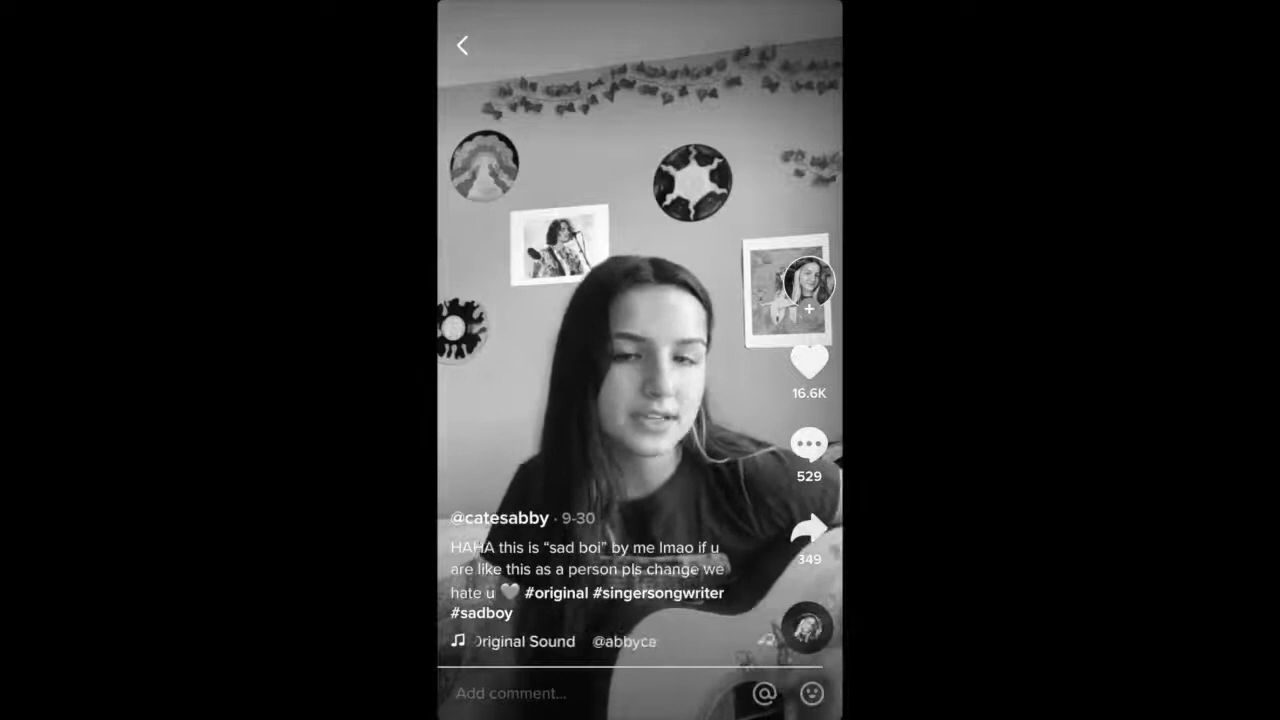 16.6K
529
349
@catesabby · 9-30
HAHA this is “sad boi” by me lmao if u
are like this as a person pls change we
hate u 🤍 #original #singersongwriter
#sadboy
Original Sound @abbyca
Add comment...